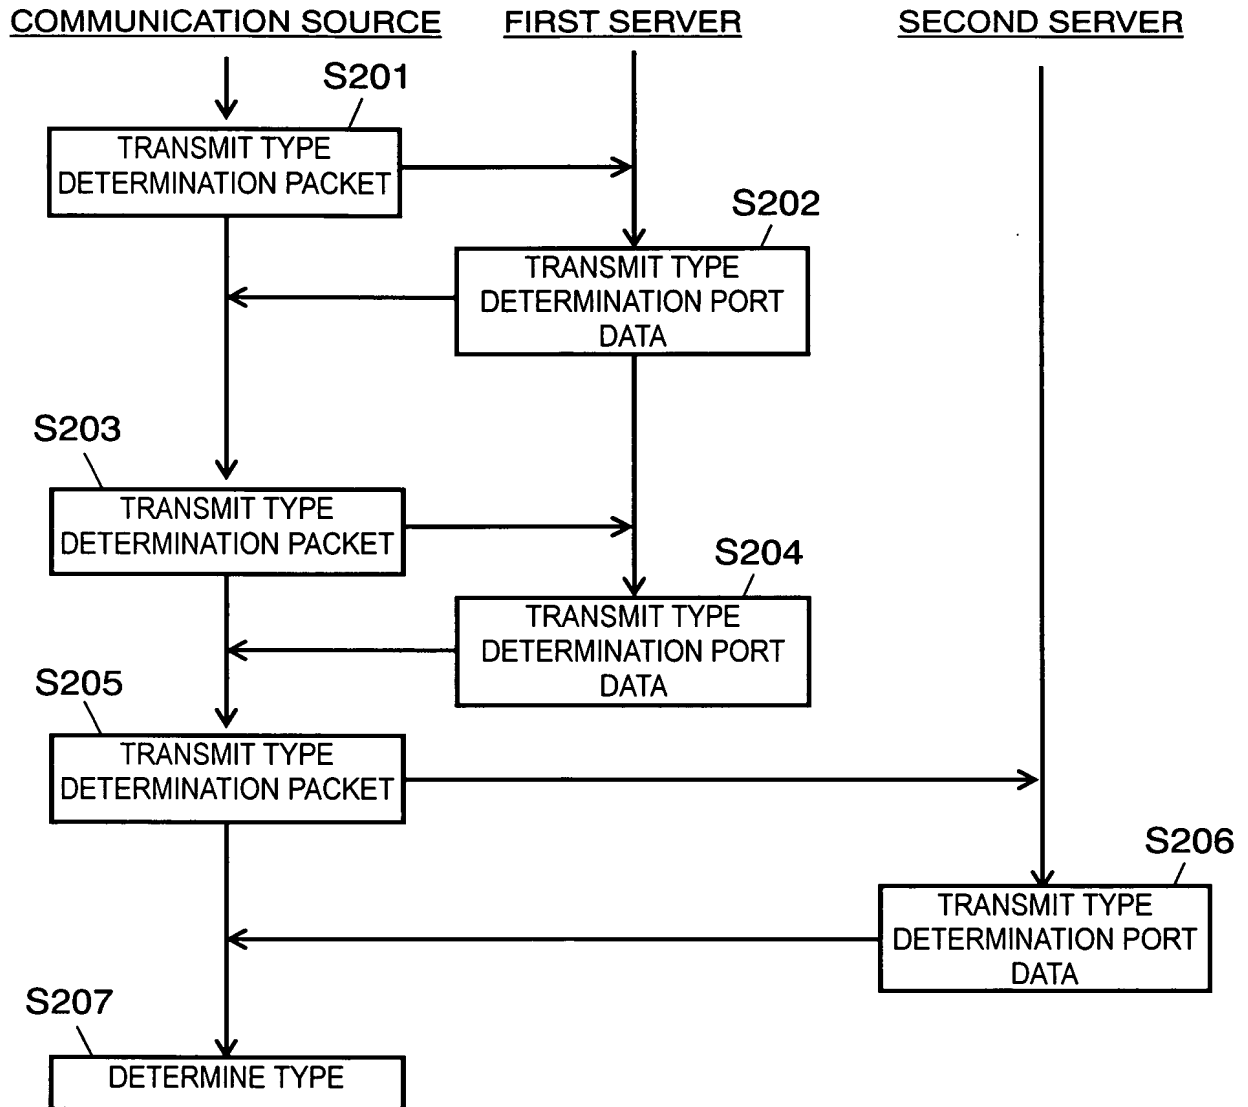 COMMUNICATION SOURCE
FIRST SERVER
SECOND SERVER
S201
TRANSMIT TYPE
DETERMINATION PACKET
S202
TRANSMIT TYPE
DETERMINATION PORT
DATA
S203
TRANSMIT TYPE
DETERMINATION PACKET
S204
TRANSMIT TYPE
DETERMINATION PORT
DATA
S205
TRANSMIT TYPE
DETERMINATION PACKET
S206
TRANSMIT TYPE
DETERMINATION PORT
DATA
S207
DETERMINE TYPE